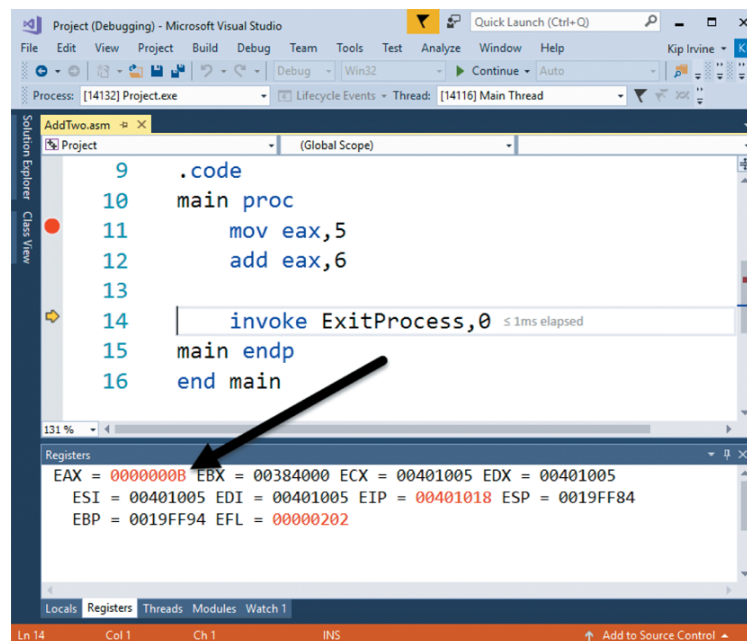 Project (Debugging) - Microsoft Visual Studio Quick Launch (Ctrl+Q)
File Edit View Project Build Debug Team Tools Test Analyze Window Help Kip Irvine K
Debug Win32 Continue Auto
Process: [14132] Project.exe Lifecycle Events Thread: [14116] Main Thread
Solution Explorer
Class View
AddTwo.asm
Project (Global Scope)
9 .code
10 main proc
11 mov eax,5
12 add eax,6
13
14 invoke ExitProcess,0 ≤ 1ms elapsed
15 main endp
16 end main
131 %
Registers
EAX = 0000000B EBX = 00384000 ECX = 00401005 EDX = 00401005
ESI = 00401005 EDI = 00401005 EIP = 00401018 ESP = 0019FF84
EBP = 0019FF94 EFL = 00000202
Locals Registers Threads Modules Watch 1
Ln 14 Col 1 Ch 1 INS Add to Source Control